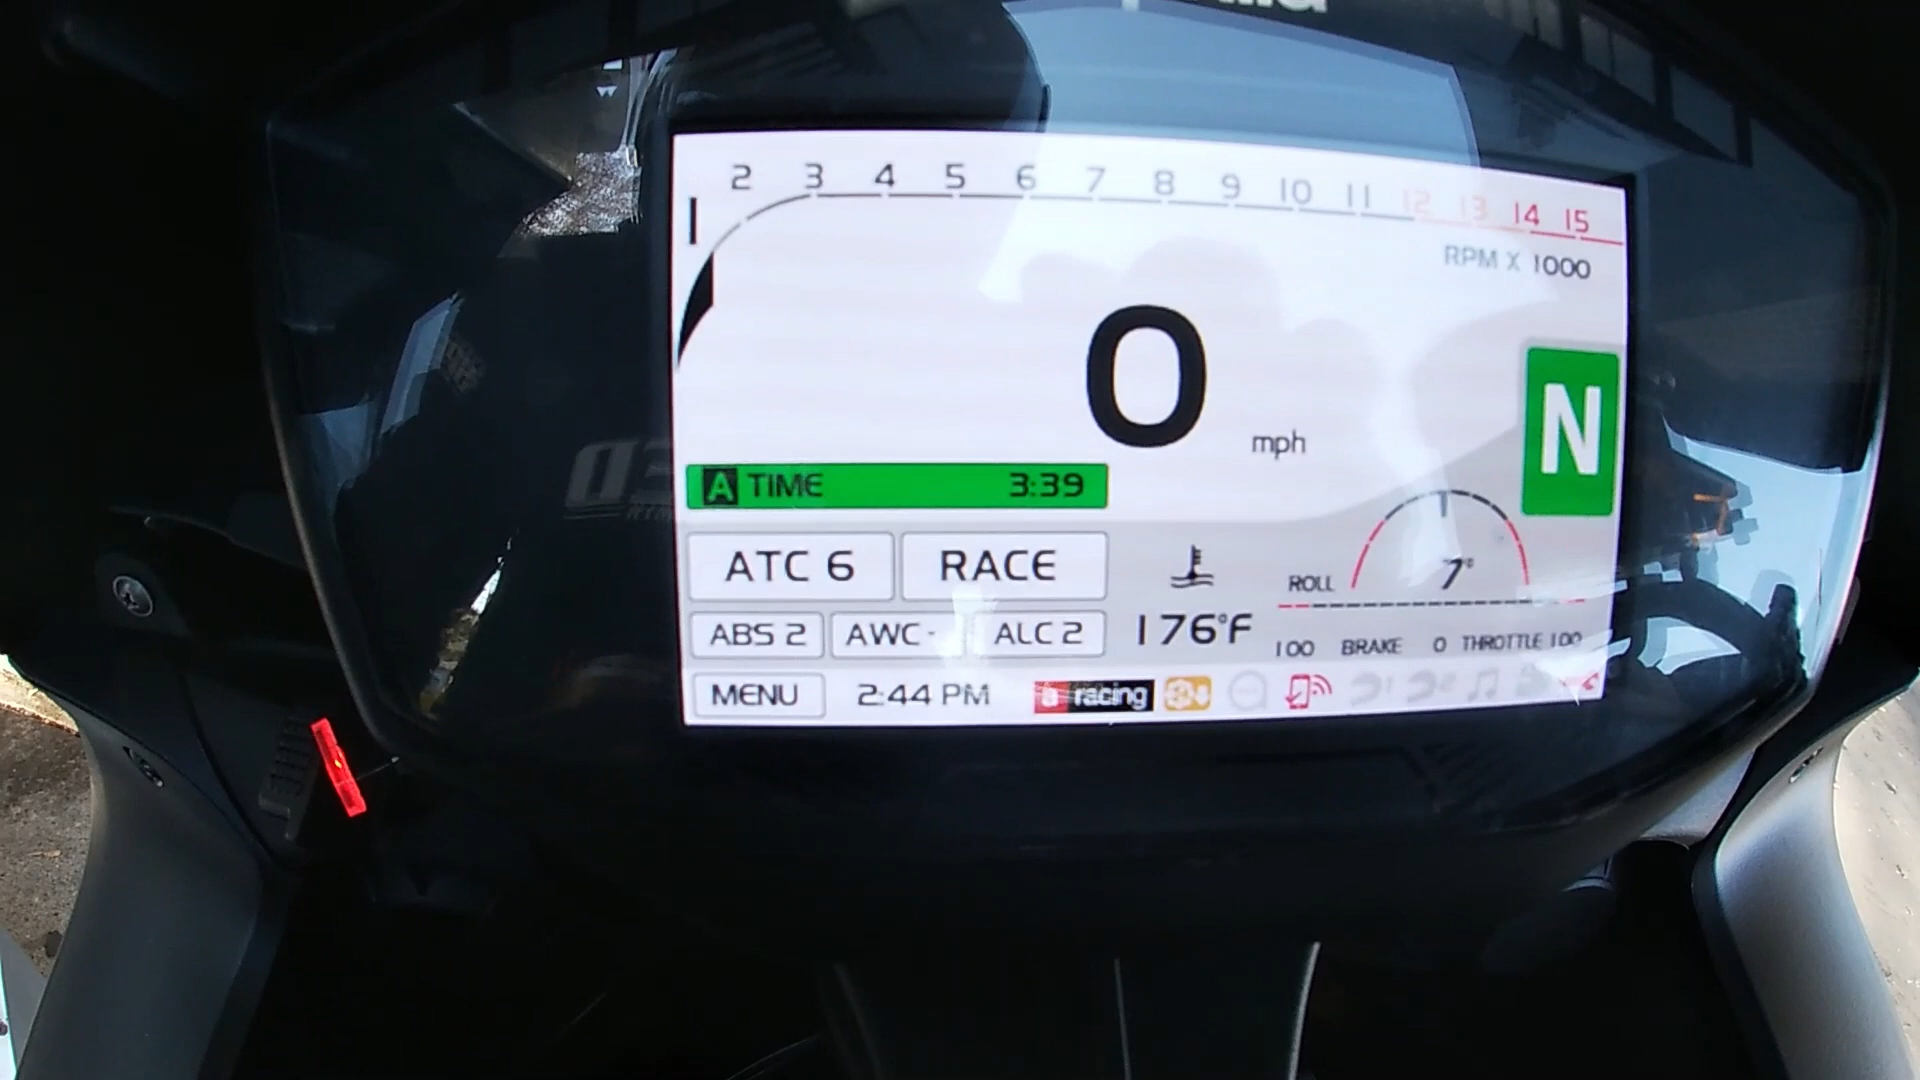 2 3 4 5 6 7 8 9 10 11 12 13 14 15
1
RPM X 1000
0
mph
N
A TIME 3:39
ATC 6 RACE
7°
ROLL
ABS 2 AWC - ALC 2 176°F
100 BRAKE 0 THROTTLE 100
MENU 2:44 PM a racing